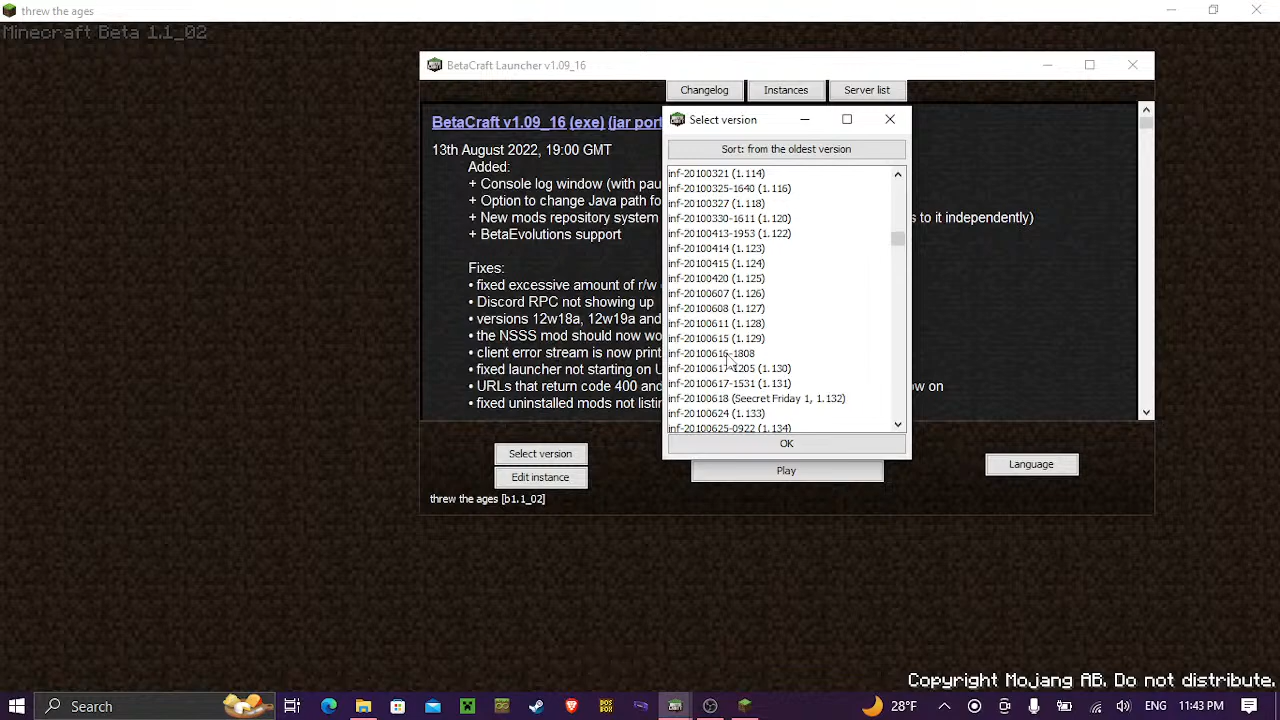 threw the ages
Minecraft Beta 1.1_02
BetaCraft Launcher v1.09_16
Changelog
Instances
Server list
BetaCraft v1.09_16 (exe) (jar port
13th August 2022, 19:00 GMT
Added:
+ Console log window (with pau
+ Option to change Java path fo
+ New mods repository system
s to it independently)
+ BetaEvolutions support
Fixes:
• fixed excessive amount of r/w
• Discord RPC not showing up
• versions 12w18a, 12w19a and
• the NSSS mod should now wo
• client error stream is now print
• fixed launcher not starting on U
• URLs that return code 400 and
ow on
• fixed uninstalled mods not listin
Select version
Sort: from the oldest version
inf-20100321 (1.114)
inf-20100325-1640 (1.116)
inf-20100327 (1.118)
inf-20100330-1611 (1.120)
inf-20100413-1953 (1.122)
inf-20100414 (1.123)
inf-20100415 (1.124)
inf-20100420 (1.125)
inf-20100607 (1.126)
inf-20100608 (1.127)
inf-20100611 (1.128)
inf-20100615 (1.129)
inf-20100616-1808
inf-20100617-1205 (1.130)
inf-20100617-1531 (1.131)
inf-20100618 (Seecret Friday 1, 1.132)
inf-20100624 (1.133)
inf-20100625-0922 (1.134)
OK
Select version
Edit instance
Play
Language
threw the ages [b1.1_02]
Copyright Mojang AB. Do not distribute.
Search
DOS
BOX
28°F
11:43 PM